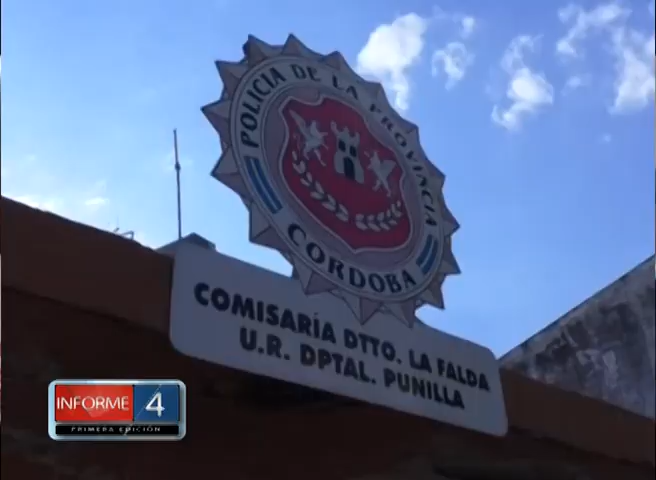 POLICIA DE LA PROVINCIA
CORDOBA
COMISARÍA DTTO. LA FALDA
U.R. DPTAL. PUNILLA
INFORME 4
PRIMERA EDICIÓN